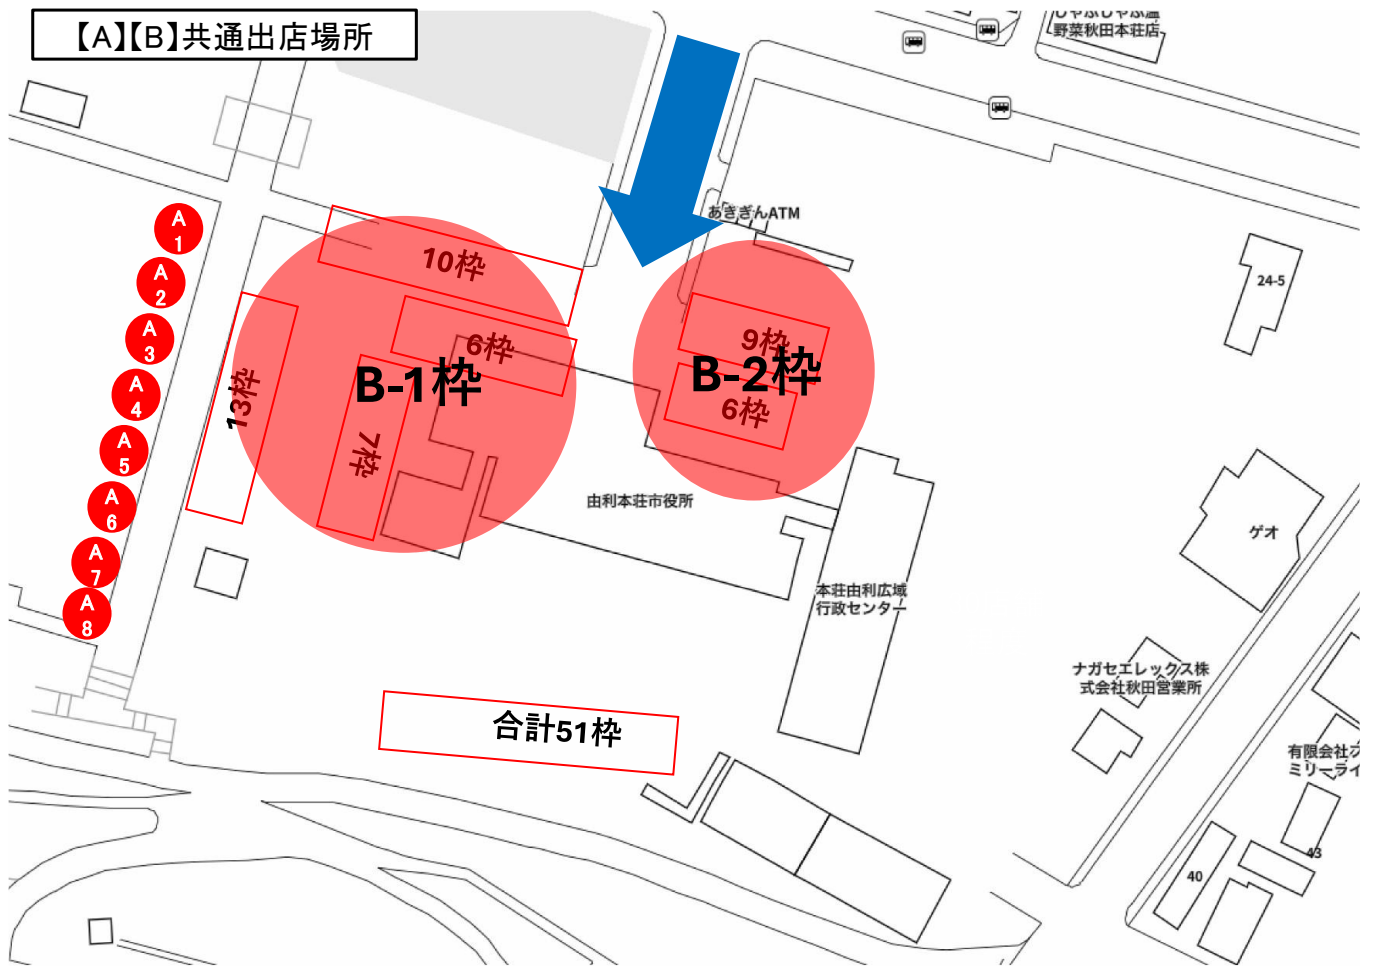 【A】【B】共通出店場所
野菜秋田本荘店
あきぎんATM
A
1
A
2
A
3
A
4
A
5
A
6
A
7
A
8
10枠
6枠
13枠
7枠
B-1枠
9枠
B-2枠
6枠
24-5
由利本荘市役所
ゲオ
本荘由利広域
行政センター
ナガセエレックス株
式会社秋田営業所
合計51枠
有限会社
ミリーライ
43
40